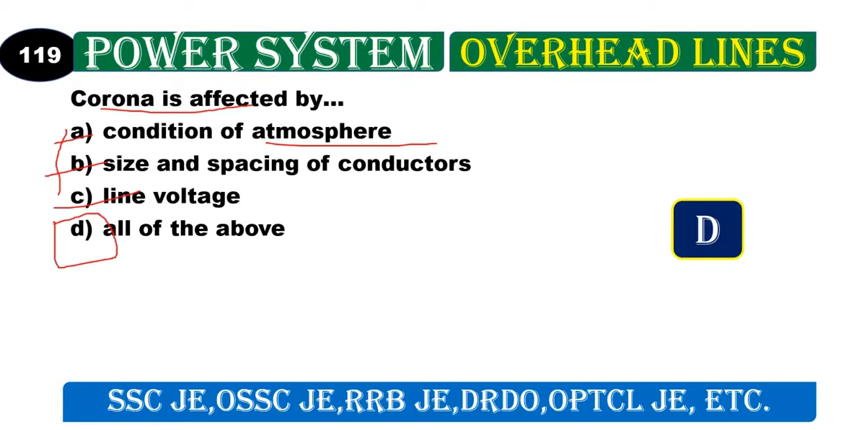 119
POWER SYSTEM
OVERHEAD LINES
Corona is affected by...
a) condition of atmosphere
b) size and spacing of conductors
c) line voltage
d) all of the above
D
SSC JE,OSSC JE,RRB JE,DRDO,OPTCL JE, ETC.